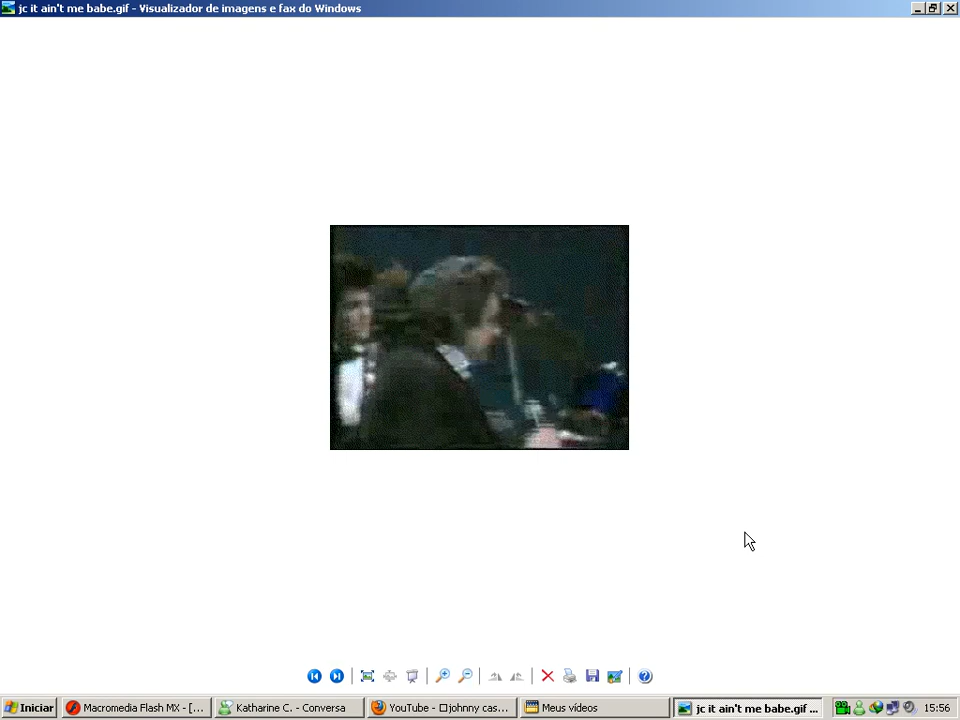 jc it ain't me babe.gif - Visualizador de imagens e fax do Windows
Iniciar
Macromedia Flash MX - [...
Katharine C. - Conversa
YouTube - johnny cas...
Meus vídeos
jc it ain't me babe.gif ...
15:56